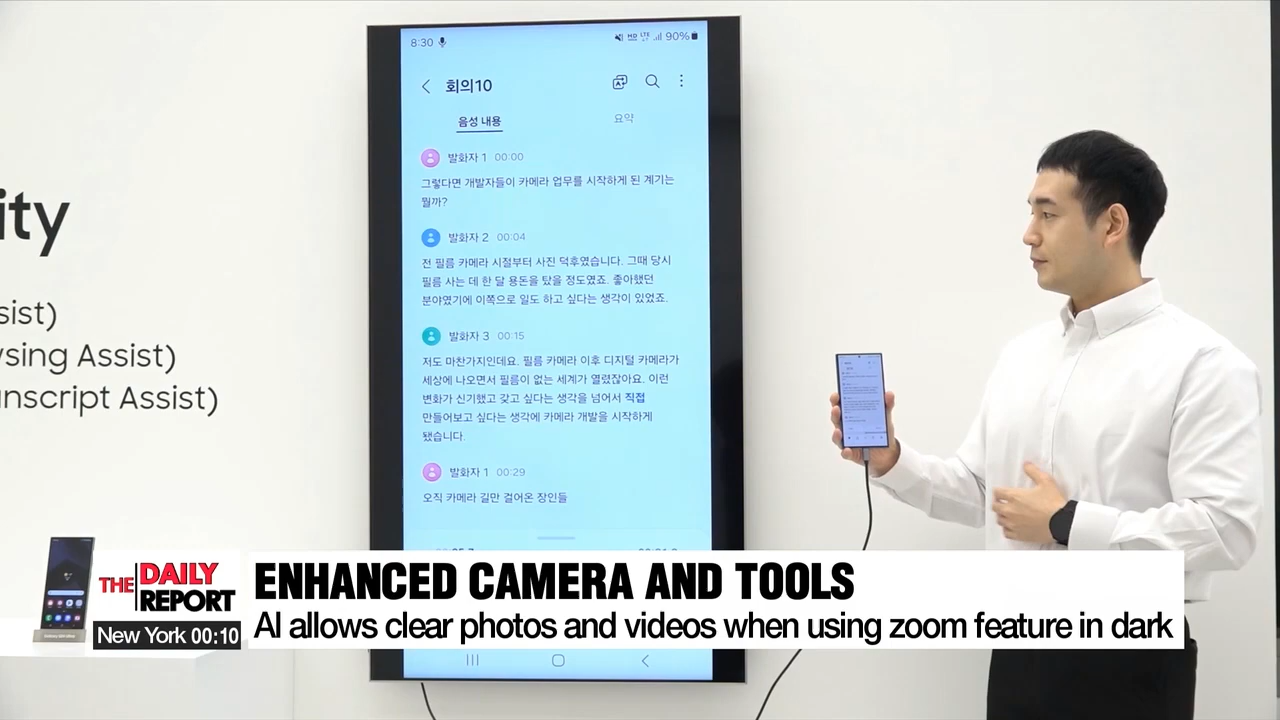 ity
sist)
wsing Assist)
nscript Assist)
8:30
90%
회의10
음성 내용
요약
발화자 1 00:00
그렇다면 개발자들이 카메라 업무를 시작하게 된 계기는
뭘까?
발화자 2 00:04
전 필름 카메라 시절부터 사진 덕후였습니다. 그때 당시
필름 사는 데 한 달 용돈을 탔을 정도였죠. 좋아했던
분야였기에 이쪽으로 일도 하고 싶다는 생각이 있었죠.
발화자 3 00:15
저도 마찬가지인데요. 필름 카메라 이후 디지털 카메라가
세상에 나오면서 필름이 없는 세계가 열렸잖아요. 이런
변화가 신기했고 갖고 싶다는 생각을 넘어서 직접
만들어보고 싶다는 생각에 카메라 개발을 시작하게
됐습니다.
발화자 1 00:29
오직 카메라 길만 걸어온 장인들
THE DAILY
REPORT
New York 00:10
ENHANCED CAMERA AND TOOLS
AI allows clear photos and videos when using zoom feature in dark